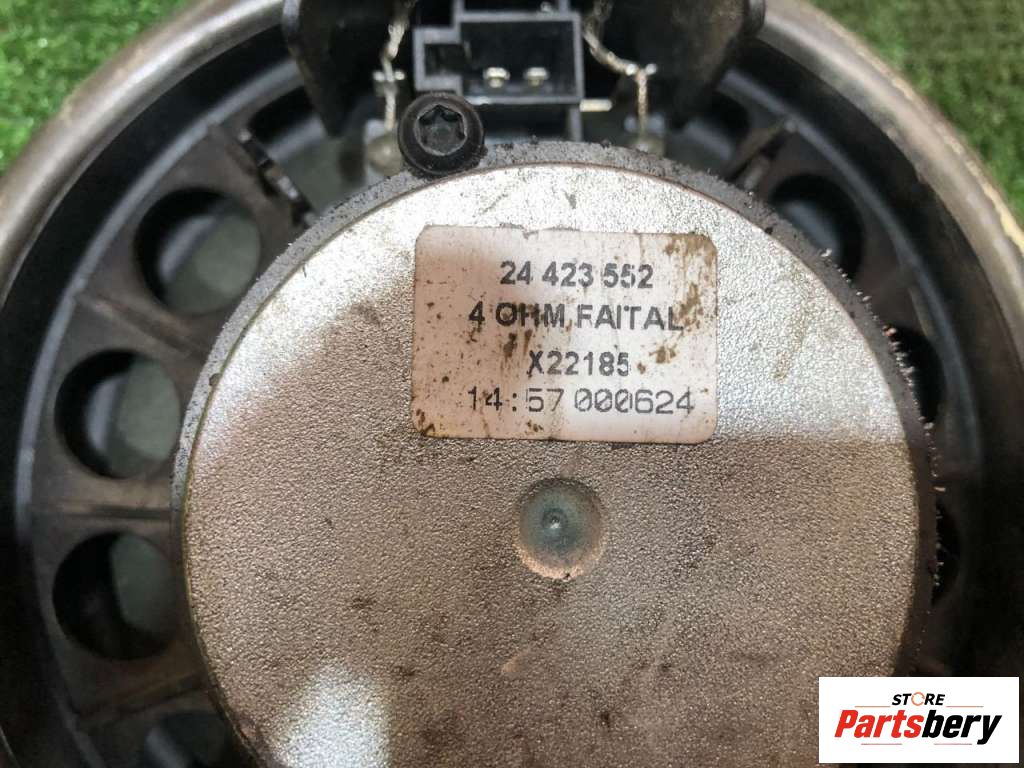 24 423 552
4 OHM FAITAL
X22185
14:57 000624
STORE
Partsbery